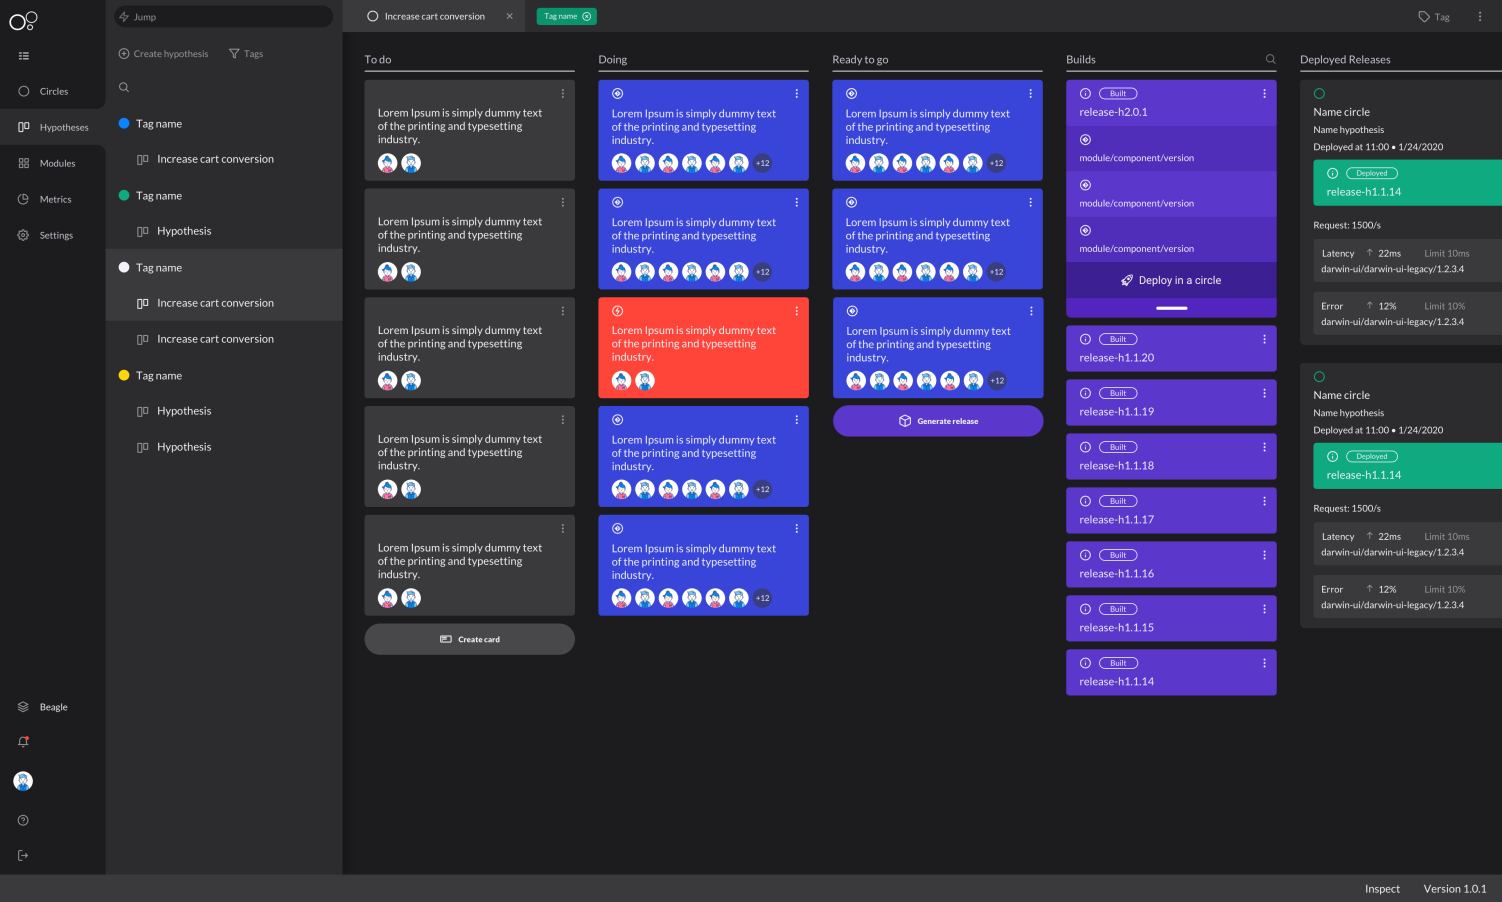 Jump
Increase cart conversion
Tag name
Tag
Create hypothesis
Tags
Circles
Hypotheses
Modules
Metrics
Settings
Tag name
Increase cart conversion
Tag name
Hypothesis
Tag name
Increase cart conversion
Increase cart conversion
Tag name
Hypothesis
Hypothesis
Beagle
To do
Lorem Ipsum is simply dummy text
of the printing and typesetting
industry.
Lorem Ipsum is simply dummy text
of the printing and typesetting
industry.
Lorem Ipsum is simply dummy text
of the printing and typesetting
industry.
Lorem Ipsum is simply dummy text
of the printing and typesetting
industry.
Lorem Ipsum is simply dummy text
of the printing and typesetting
industry.
Create card
Doing
Lorem Ipsum is simply dummy text
of the printing and typesetting
industry.
+12
Lorem Ipsum is simply dummy text
of the printing and typesetting
industry.
+12
Lorem Ipsum is simply dummy text
of the printing and typesetting
industry.
Lorem Ipsum is simply dummy text
of the printing and typesetting
industry.
+12
Lorem Ipsum is simply dummy text
of the printing and typesetting
industry.
+12
Ready to go
Lorem Ipsum is simply dummy text
of the printing and typesetting
industry.
+12
Lorem Ipsum is simply dummy text
of the printing and typesetting
industry.
+12
Lorem Ipsum is simply dummy text
of the printing and typesetting
industry.
+12
Generate release
Builds
Built
release-h2.0.1
module/component/version
module/component/version
module/component/version
Deploy in a circle
Built
release-h1.1.20
Built
release-h1.1.19
Built
release-h1.1.18
Built
release-h1.1.17
Built
release-h1.1.16
Built
release-h1.1.15
Built
release-h1.1.14
Deployed Releases
Name circle
Name hypothesis
Deployed at 11:00 • 1/24/2020
Deployed
release-h1.1.14
Request: 1500/s
Latency ↑ 22ms Limit 10ms
darwin-ui/darwin-ui-legacy/1.2.3.4
Error ↑ 12% Limit 10%
darwin-ui/darwin-ui-legacy/1.2.3.4
Name circle
Name hypothesis
Deployed at 11:00 • 1/24/2020
Deployed
release-h1.1.14
Request: 1500/s
Latency ↑ 22ms Limit 10ms
darwin-ui/darwin-ui-legacy/1.2.3.4
Error ↑ 12% Limit 10%
darwin-ui/darwin-ui-legacy/1.2.3.4
Inspect
Version 1.0.1